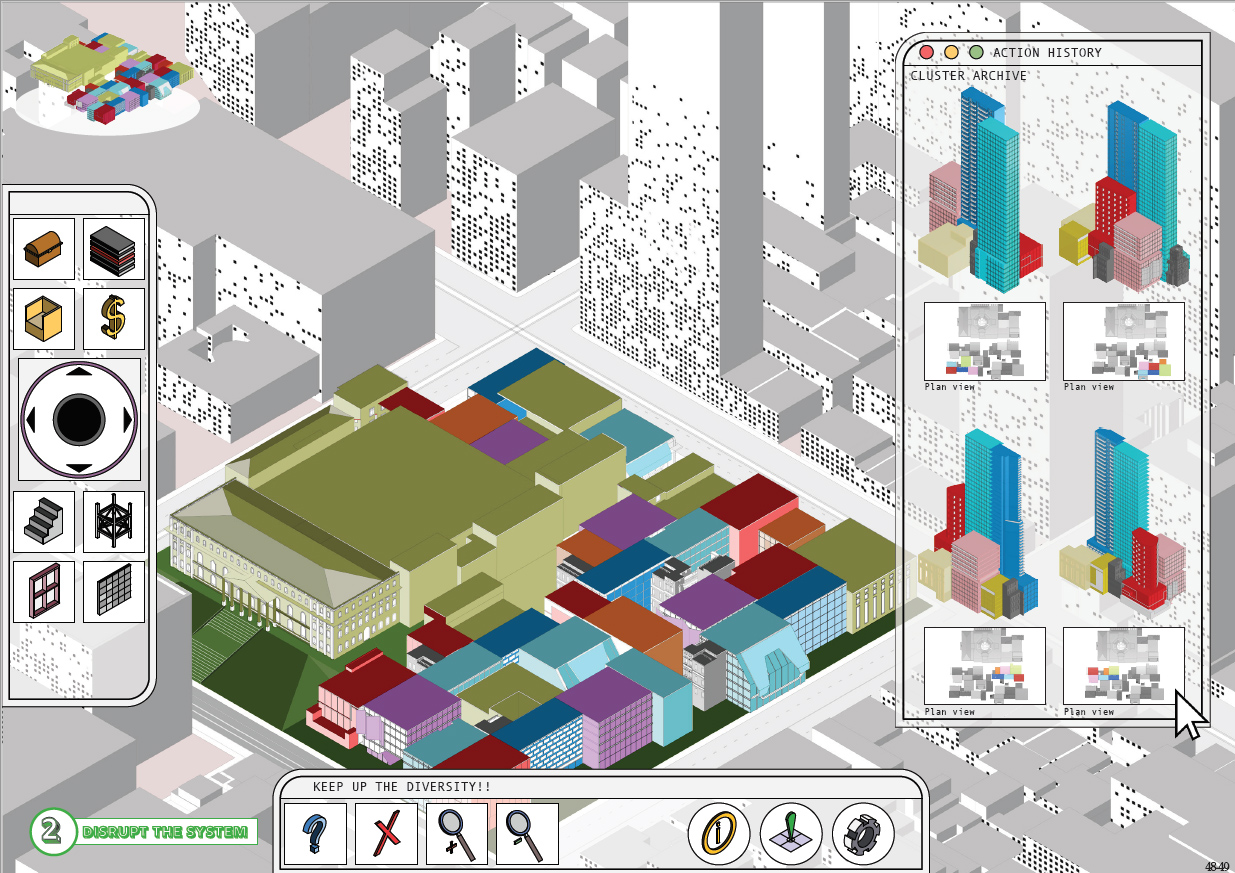 ACTION HISTORY
CLUSTER ARCHIVE
Plan view
Plan view
Plan view
Plan view
KEEP UP THE DIVERSITY!!
2
DISRUPT THE SYSTEM
48-49